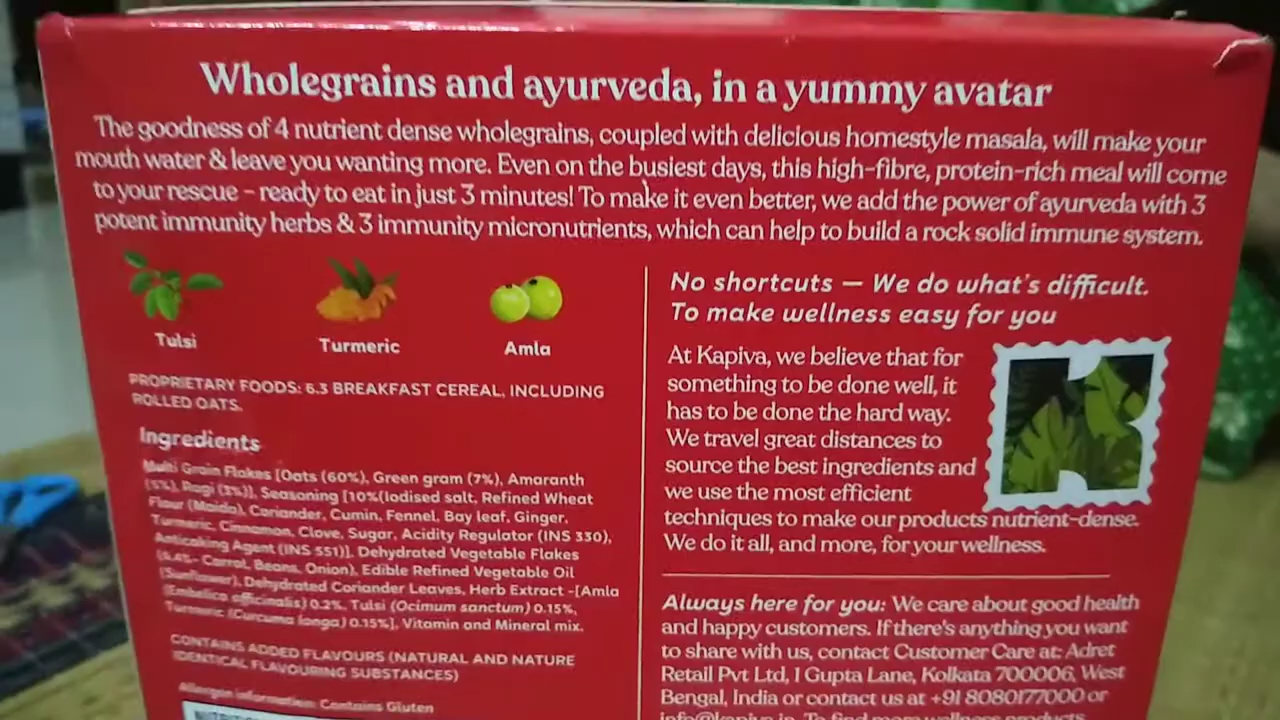 Wholegrains and ayurveda, in a yummy avatar
The goodness of 4 nutrient dense wholegrains, coupled with delicious homestyle masala, will make your
mouth water & leave you wanting more. Even on the busiest days, this high-fibre, protein-rich meal will come
to your rescue – ready to eat in just 3 minutes! To make it even better, we add the power of ayurveda with 3
potent immunity herbs & 3 immunity micronutrients, which can help to build a rock solid immune system.
Tulsi
Turmeric
Amla
PROPRIETARY FOODS: 6.3 BREAKFAST CEREAL, INCLUDING
ROLLED OATS.
Ingredients
Multi Grain Flakes [Oats (60%), Green gram (7%), Amaranth
(5%), Ragi (3%)], Seasoning [10%(Iodised salt, Refined Wheat
Flour (Maida), Coriander, Cumin, Fennel, Bay leaf, Ginger,
Turmeric, Cinnamon, Clove, Sugar, Acidity Regulator (INS 330),
Anticaking Agent (INS 551)], Dehydrated Vegetable Flakes
Carrot, Beans, Onion), Edible Refined Vegetable Oil
(Sunflower), Dehydrated Coriander Leaves, Herb Extract -[Amla
(Embelica officinalis) 0.2%, Tulsi (Ocimum sanctum) 0.15%,
Turmeric (Curcuma longa) 0.15%], Vitamin and Mineral mix.
CONTAINS ADDED FLAVOURS (NATURAL AND NATURE
IDENTICAL FLAVOURING SUBSTANCES)
Allergen information: Contains Gluten
No shortcuts — We do what's difficult.
To make wellness easy for you
At Kapiva, we believe that for
something to be done well, it
has to be done the hard way.
We travel great distances to
source the best ingredients and
we use the most efficient
techniques to make our products nutrient-dense.
We do it all, and more, for your wellness.
Always here for you: We care about good health
and happy customers. If there's anything you want
to share with us, contact Customer Care at: Adret
Retail Pvt Ltd, 1 Gupta Lane, Kolkata 700006, West
Bengal, India or contact us at +91 8080177000 or
info@kapiva.in. To find more wellness products